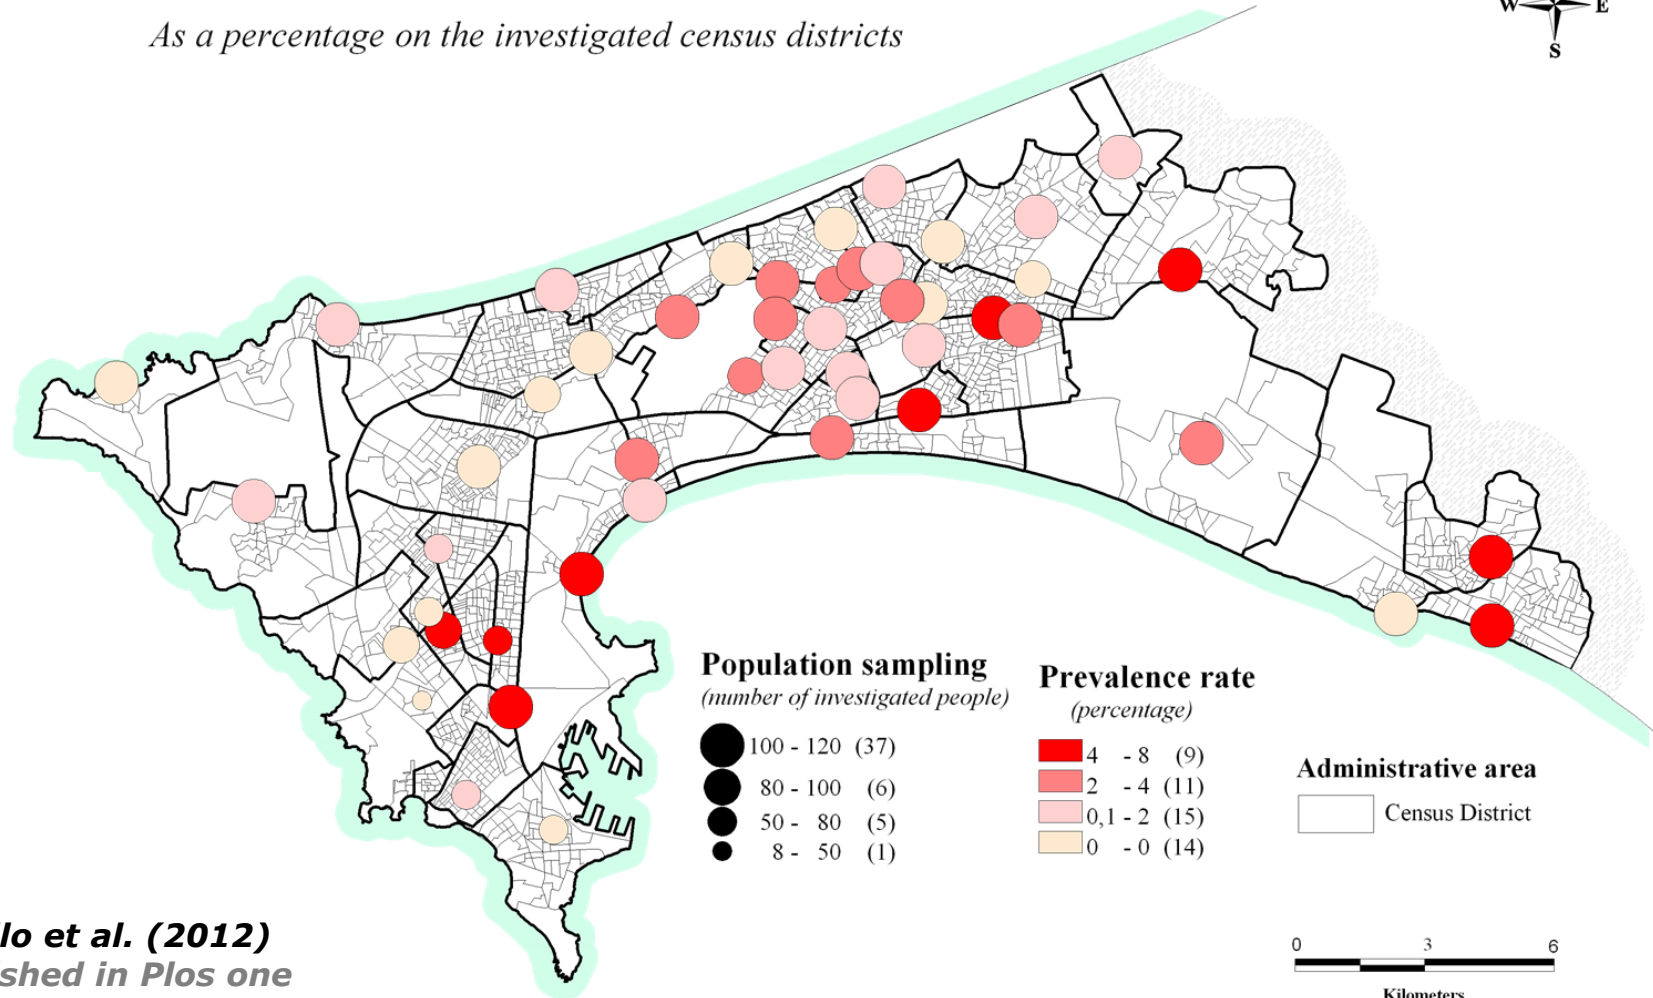 As a percentage on the investigated census districts
W E
S
Population sampling
(number of investigated people)
100 - 120 (37)
80 - 100 (6)
50 - 80 (5)
8 - 50 (1)
Prevalence rate
(percentage)
4 - 8 (9)
2 - 4 (11)
0,1 - 2 (15)
0 - 0 (14)
Administrative area
Census District
0 3 6
Kilometers
et al. (2012)
in Plos one